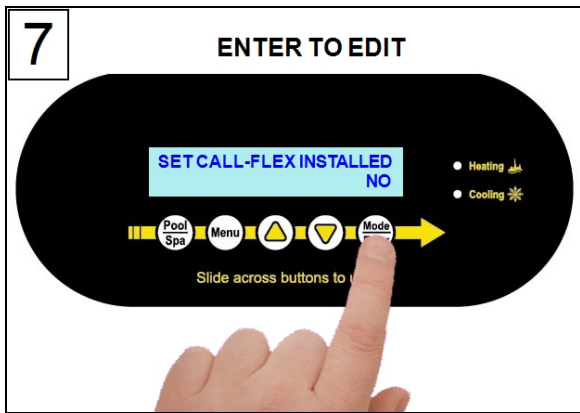 7
ENTER TO EDIT
SET CALL-FLEX INSTALLED
NO
Heating
Cooling
Pool
Spa
Menu
Mode
Slide across buttons to